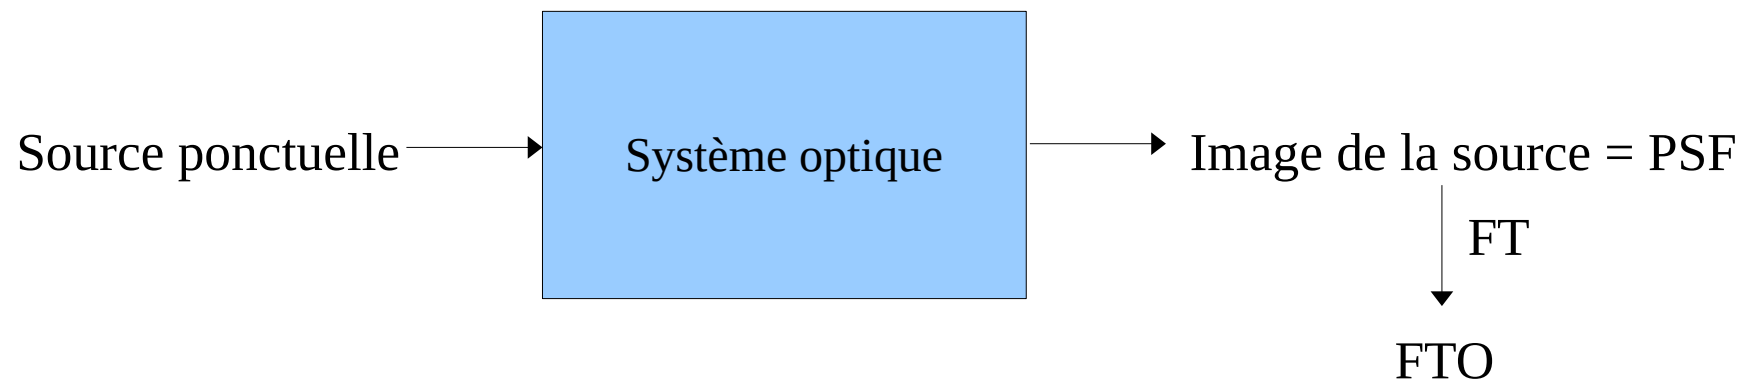 Source ponctuelle
Système optique
Image de la source = PSF
FT
FTO